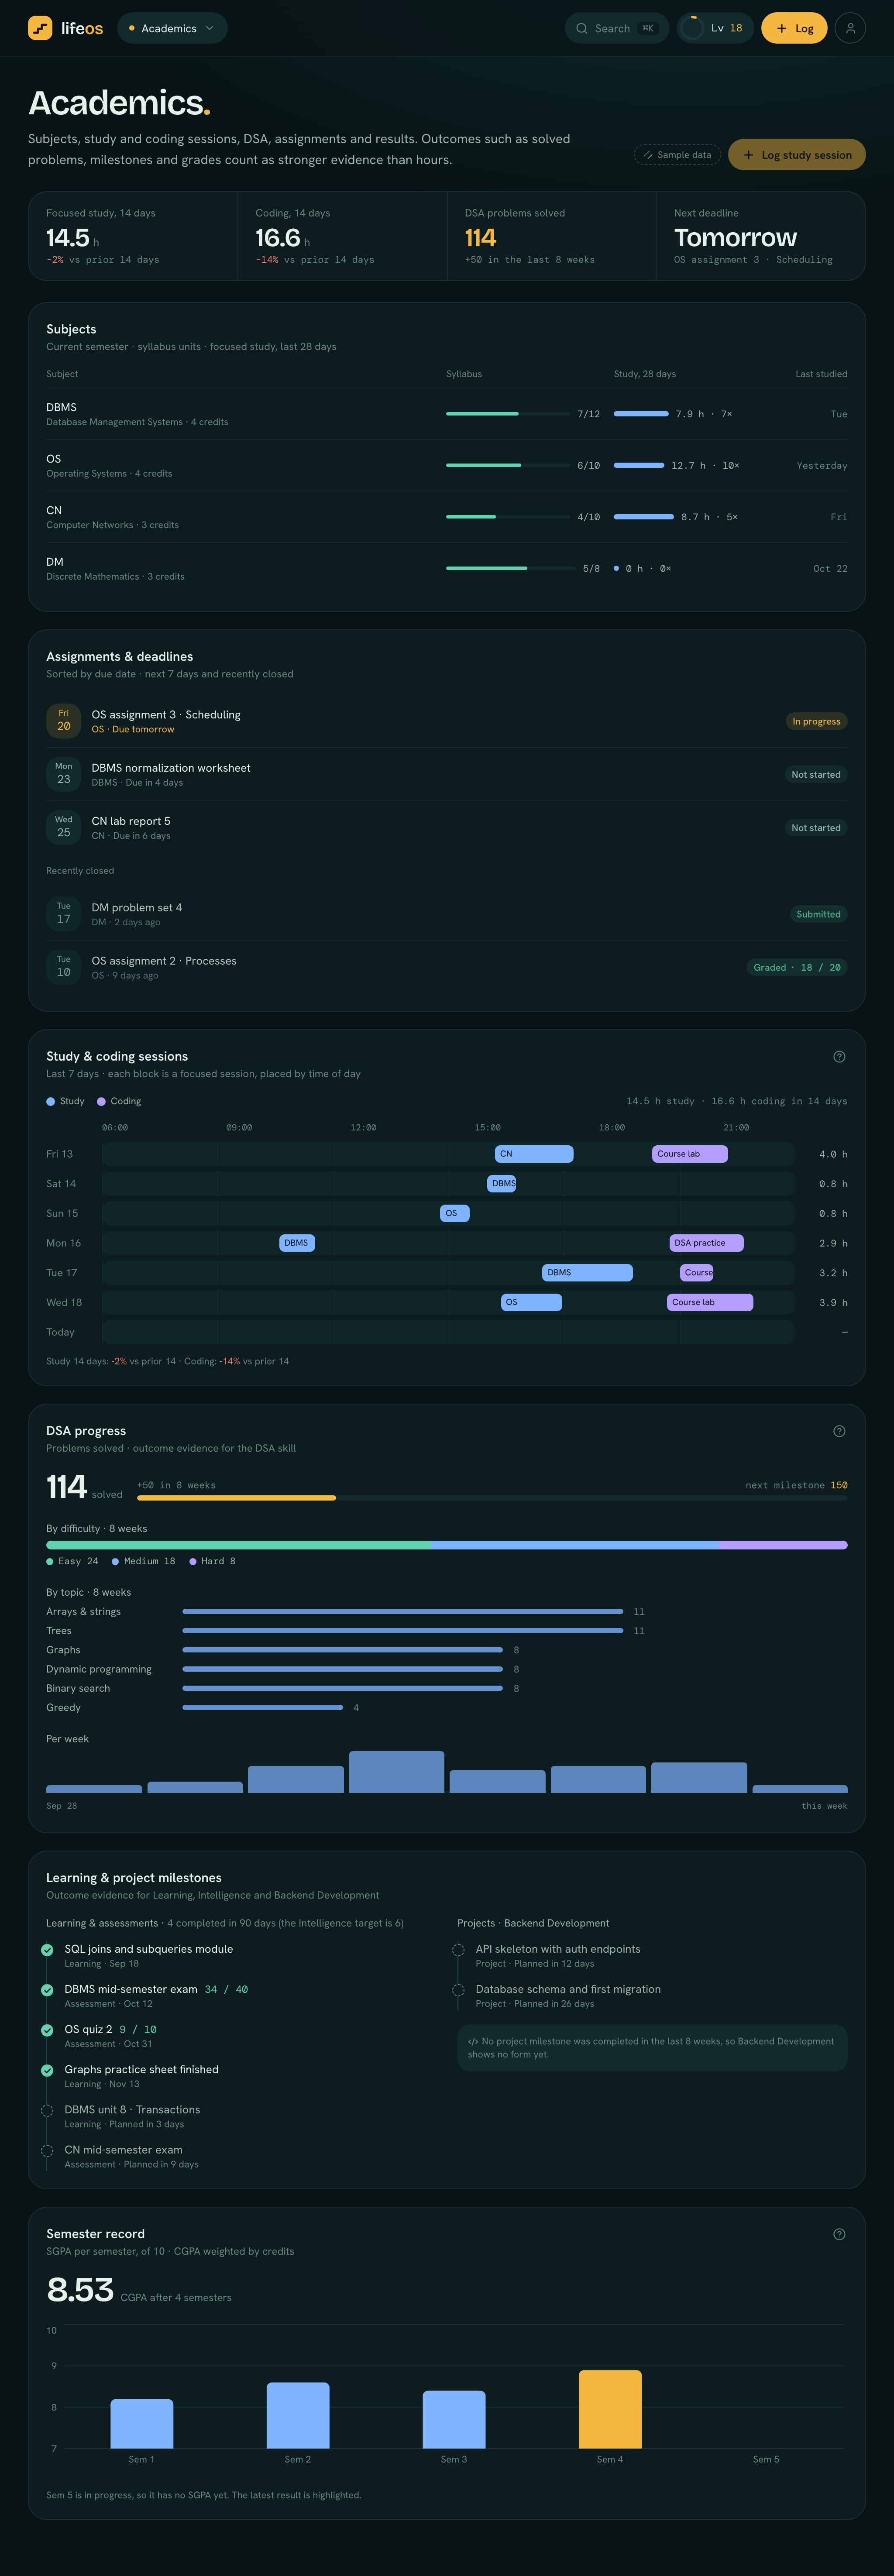 lifeos
Academics
Search ⌘K
Lv 18
+ Log
Academics.
Subjects, study and coding sessions, DSA, assignments and results. Outcomes such as solved
problems, milestones and grades count as stronger evidence than hours.
Sample data
+ Log study session
Focused study, 14 days
14.5 h
-2% vs prior 14 days
Coding, 14 days
16.6 h
-14% vs prior 14 days
DSA problems solved
114
+50 in the last 8 weeks
Next deadline
Tomorrow
OS assignment 3 · Scheduling
Subjects
Current semester · syllabus units · focused study, last 28 days
Subject Syllabus Study, 28 days Last studied
DBMS
Database Management Systems · 4 credits
7/12 7.9 h · 7× Tue
OS
Operating Systems · 4 credits
6/10 12.7 h · 10× Yesterday
CN
Computer Networks · 3 credits
4/10 8.7 h · 5× Fri
DM
Discrete Mathematics · 3 credits
5/8 0 h · 0× Oct 22
Assignments & deadlines
Sorted by due date · next 7 days and recently closed
Fri
20
OS assignment 3 · Scheduling
OS · Due tomorrow
In progress
Mon
23
DBMS normalization worksheet
DBMS · Due in 4 days
Not started
Wed
25
CN lab report 5
CN · Due in 6 days
Not started
Recently closed
Tue
17
DM problem set 4
DM · 2 days ago
Submitted
Tue
10
OS assignment 2 · Processes
OS · 9 days ago
Graded · 18 / 20
Study & coding sessions
Last 7 days · each block is a focused session, placed by time of day
Study Coding 14.5 h study · 16.6 h coding in 14 days
06:00 09:00 12:00 15:00 18:00 21:00
Fri 13 CN Course lab 4.0 h
Sat 14 DBMS 0.8 h
Sun 15 OS 0.8 h
Mon 16 DBMS DSA practice 2.9 h
Tue 17 DBMS Course 3.2 h
Wed 18 OS Course lab 3.9 h
Today —
Study 14 days: -2% vs prior 14 · Coding: -14% vs prior 14
DSA progress
Problems solved · outcome evidence for the DSA skill
114 solved
+50 in 8 weeks next milestone 150
By difficulty · 8 weeks
Easy 24 Medium 18 Hard 8
By topic · 8 weeks
Arrays & strings 11
Trees 11
Graphs 8
Dynamic programming 8
Binary search 8
Greedy 4
Per week
Sep 28 this week
Learning & project milestones
Outcome evidence for Learning, Intelligence and Backend Development
Learning & assessments · 4 completed in 90 days (the Intelligence target is 6)
SQL joins and subqueries module
Learning · Sep 18
DBMS mid-semester exam 34 / 40
Assessment · Oct 12
OS quiz 2 9 / 10
Assessment · Oct 31
Graphs practice sheet finished
Learning · Nov 13
DBMS unit 8 · Transactions
Learning · Planned in 3 days
CN mid-semester exam
Assessment · Planned in 9 days
Projects · Backend Development
API skeleton with auth endpoints
Project · Planned in 12 days
Database schema and first migration
Project · Planned in 26 days
No project milestone was completed in the last 8 weeks, so Backend Development
shows no form yet.
Semester record
SGPA per semester, of 10 · CGPA weighted by credits
8.53 CGPA after 4 semesters
10
9
8
7
Sem 1 Sem 2 Sem 3 Sem 4 Sem 5
Sem 5 is in progress, so it has no SGPA yet. The latest result is highlighted.